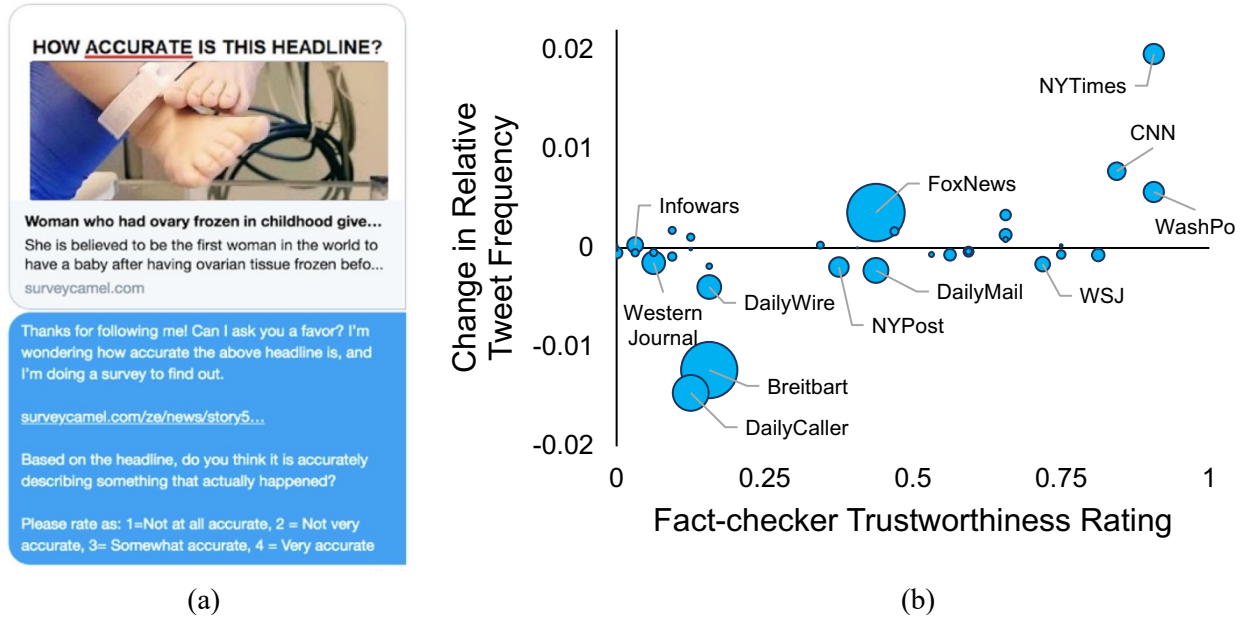 HOW ACCURATE IS THIS HEADLINE?
Woman who had ovary frozen in childhood give...
She is believed to be the first woman in the world to
have a baby after having ovarian tissue frozen befo...
surveycamel.com
Thanks for following me! Can I ask you a favor? I'm
wondering how accurate the above headline is, and
I'm doing a survey to find out.
surveycamel.com/ze/news/story5...
Based on the headline, do you think it is accurately
describing something that actually happened?
Please rate as: 1=Not at all accurate, 2 = Not very
accurate, 3= Somewhat accurate, 4 = Very accurate
(a)
Change in Relative
Tweet Frequency
0.02
0.01
0
-0.01
-0.02
NYTimes
CNN
WashPo
FoxNews
Infowars
Western
Journal
DailyWire
NYPost
DailyMail
WSJ
Breitbart
DailyCaller
0
0.25
0.5
0.75
1
Fact-checker Trustworthiness Rating
(b)